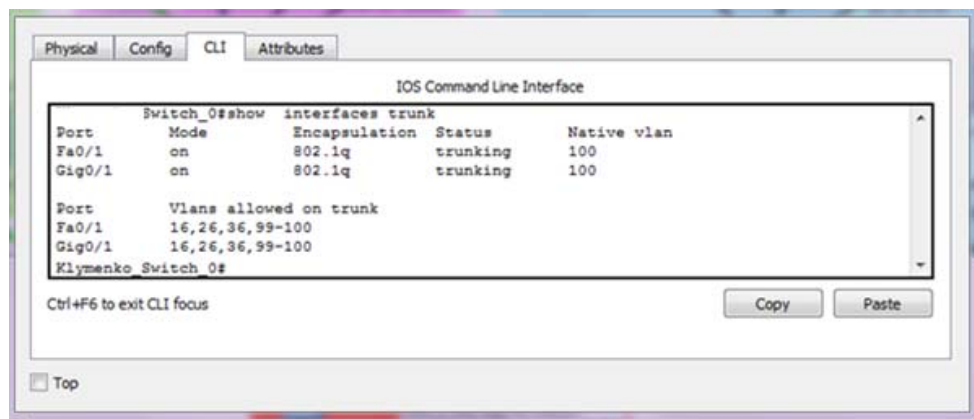 Physical Config CLI Attributes
IOS Command Line Interface
Switch_0#show interfaces trunk
Port Mode Encapsulation Status Native vlan
Fa0/1 on 802.1q trunking 100
Gig0/1 on 802.1q trunking 100
Port Vlans allowed on trunk
Fa0/1 16,26,36,99-100
Gig0/1 16,26,36,99-100
Klymenko_Switch_0#
Ctrl+F6 to exit CLI focus
Copy Paste
Top